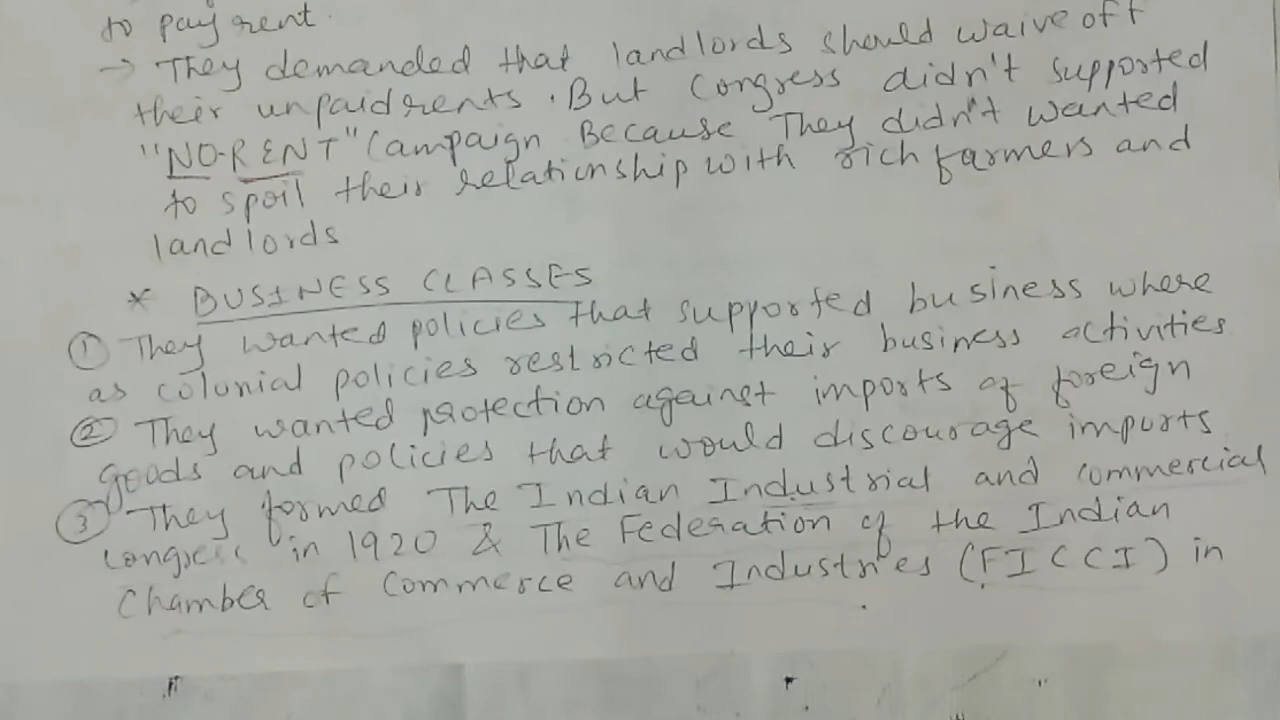 to pay rent.
→ They demanded that landlords should waive off
their unpaid rents. But Congress didn't supported
"NO-RENT" Campaign Because They didn't wanted
to spoil their relationship with rich farmers and
landlords
* BUSINESS CLASSES
① They wanted policies that supported business where
as colonial policies restricted their business activities
② They wanted protection against imports of foreign
goods and policies that would discourage imports
③ They formed The Indian Industrial and commercial
Congress in 1920 & The Federation of the Indian
Chamber of Commerce and Industries (FICCI) in